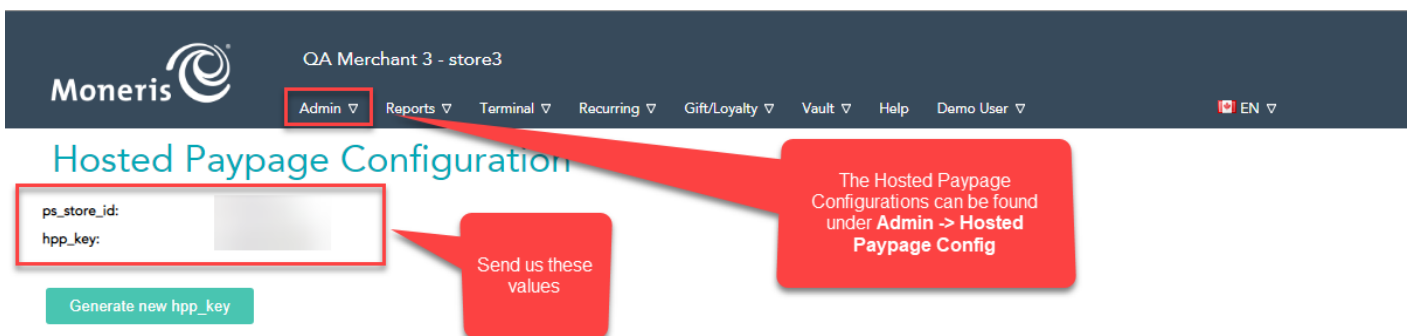 QA Merchant 3 - store3
Moneris
Admin ▽ Reports ▽ Terminal ▽ Recurring ▽ Gift/Loyalty ▽ Vault ▽ Help Demo User ▽ EN ▽
Hosted Paypage Configuration
ps_store_id:
hpp_key:
The Hosted Paypage
Configurations can be found
under Admin -> Hosted
Paypage Config
Send us these
values
Generate new hpp_key